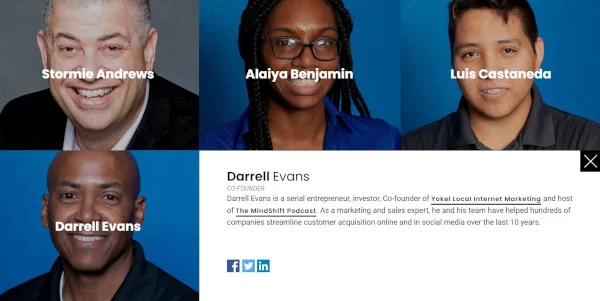 Stormie Andrews
Alaiya Benjamin
Luis Castaneda
Darrell Evans
Darrell Evans
CO-FOUNDER
Darrell Evans is a serial entrepreneur, investor, Co-founder of Yokel Local Internet Marketing and host
of The MindShift Podcast. As a marketing and sales expert, he and his team have helped hundreds of
companies streamline customer acquisition online and in social media over the last 10 years.